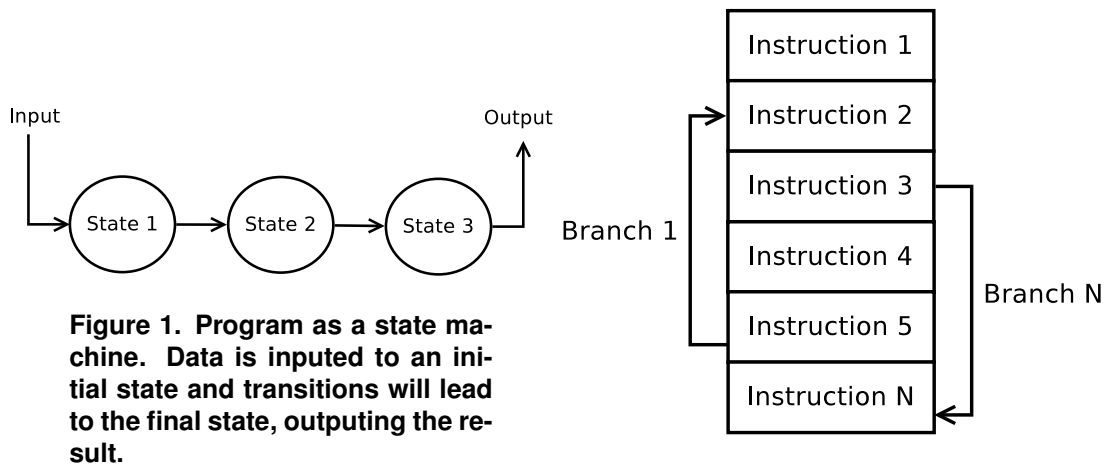 Input
Output
State 1
State 2
State 3
Figure 1. Program as a state ma-
chine. Data is inputed to an ini-
tial state and transitions will lead
to the final state, outputing the re-
sult.
Instruction 1
Instruction 2
Instruction 3
Instruction 4
Instruction 5
Instruction N
Branch 1
Branch N